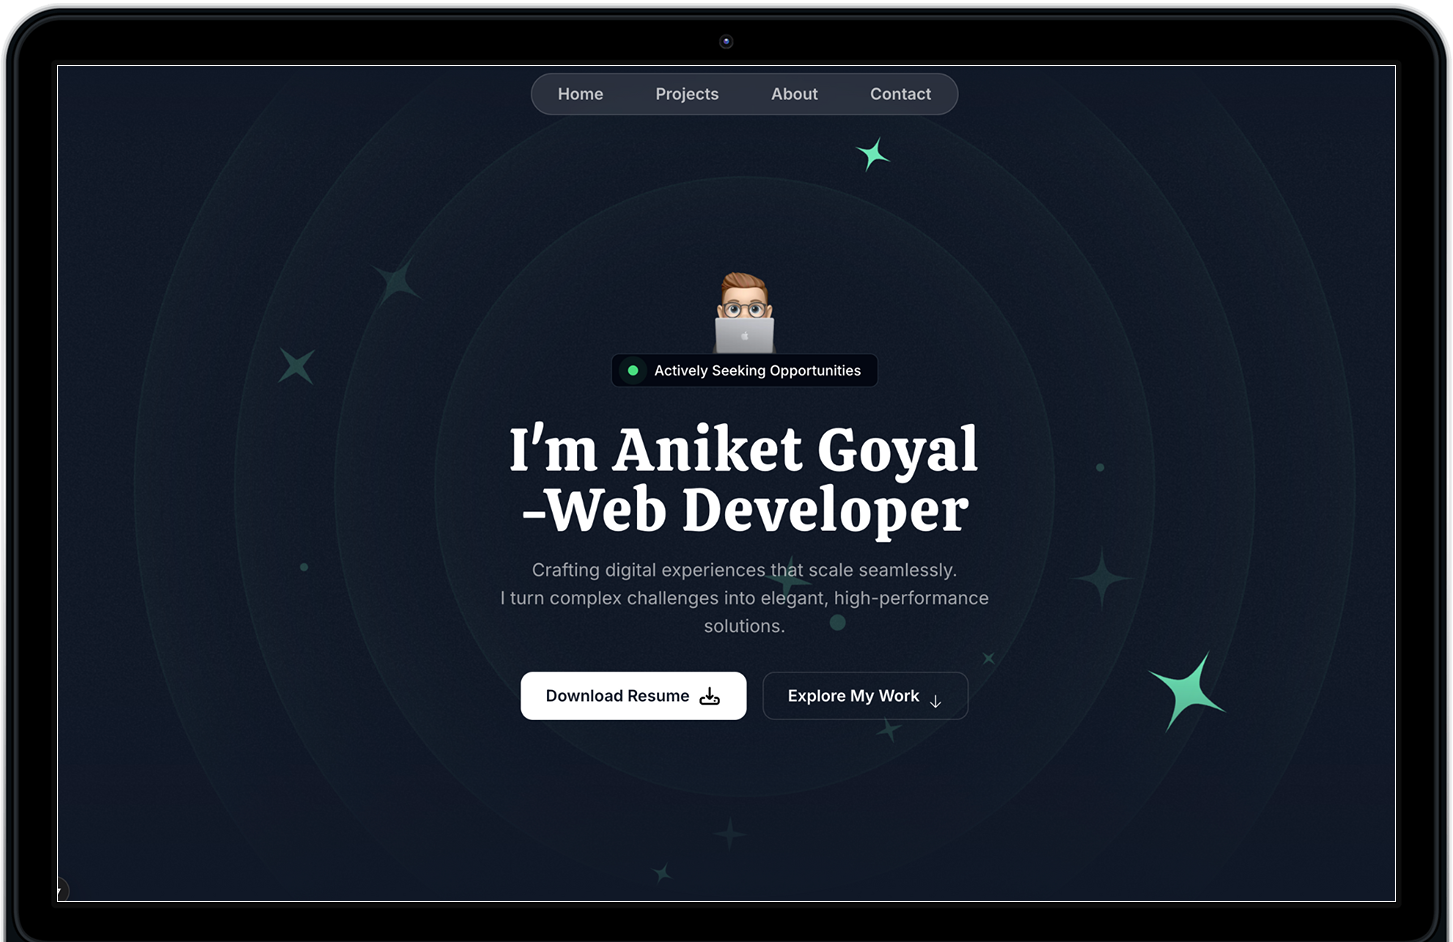 Home Projects About Contact
Actively Seeking Opportunities
I'm Aniket Goyal
-Web Developer
Crafting digital experiences that scale seamlessly.
I turn complex challenges into elegant, high-performance
solutions.
Download Resume Explore My Work